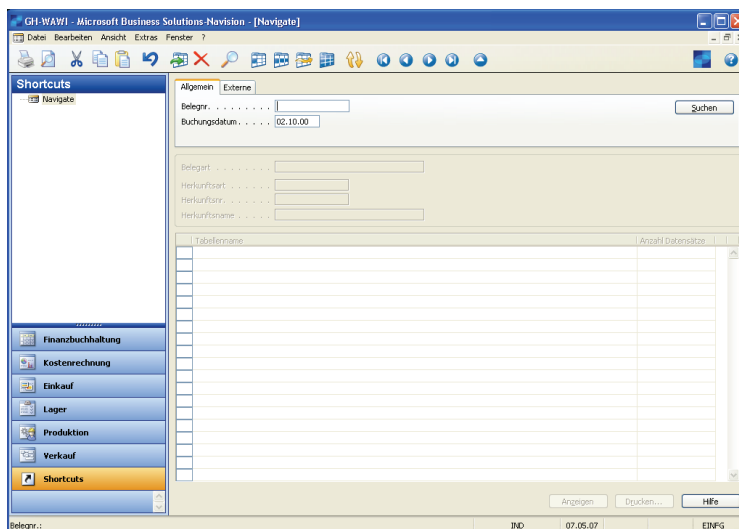 GH-WAWI - Microsoft Business Solutions-Navision - [Navigate]
Datei Bearbeiten Ansicht Extras Fenster ?
Shortcuts
Navigate
Allgemein Externe
Belegnr. . . . . . . . . .
Suchen
Buchungsdatum . . . . . 02.10.00
Belegart . . . . . . . . .
Herkunftsart . . . . . .
Herkunftsnr. . . . . . .
Herkunftsname . . . . .
Tabellenname Anzahl Datensätze
Finanzbuchhaltung
Kostenrechnung
Einkauf
Lager
Produktion
Verkauf
Shortcuts
Anzeigen Drucken... Hilfe
Belegnr.: IND 07.05.07 EINFG